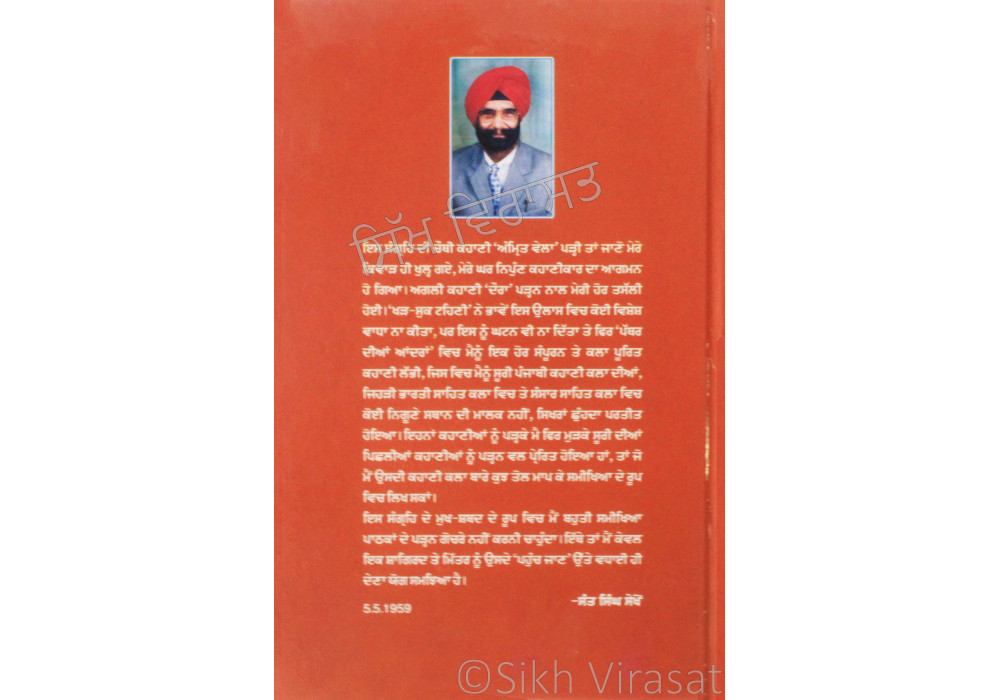 ਸਿੱਖ ਵਿਰਾਸਤ
ਇਸ ਸੰਗ੍ਰਹਿ ਦੀ ਚੌਥੀ ਕਹਾਣੀ ‘ਅੰਮ੍ਰਿਤ ਵੇਲਾ’ ਪੜ੍ਹੀ ਤਾਂ ਜਾਣੋ ਮੇਰੇ
ਕਿਵਾੜ ਹੀ ਖੁਲ੍ਹ ਗਏ, ਮੇਰੇ ਘਰ ਨਿਪੁੰਣ ਕਹਾਣੀਕਾਰ ਦਾ ਆਗਮਨ
ਹੋ ਗਿਆ। ਅਗਲੀ ਕਹਾਣੀ ‘ਦੌਰਾ’ ਪੜ੍ਹਨ ਨਾਲ ਮੇਰੀ ਹੋਰ ਤਸੱਲੀ
ਹੋਈ। ‘ਖੜ-ਸੁਕ ਟਹਿਣੀ’ ਨੇ ਭਾਵੇਂ ਇਸ ਉਲਾਸ ਵਿਚ ਕੋਈ ਵਿਸ਼ੇਸ਼
ਵਾਧਾ ਨਾ ਕੀਤਾ, ਪਰ ਇਸ ਨੂੰ ਘਟਨ ਵੀ ਨਾ ਦਿੱਤਾ ਤੇ ਫਿਰ ‘ਪੱਥਰ
ਦੀਆਂ ਆਂਦਰਾਂ’ ਵਿਚ ਮੈਨੂੰ ਇਕ ਹੋਰ ਸੰਪੂਰਨ ਤੇ ਕਲਾ ਪੂਰਿਤ
ਕਹਾਣੀ ਲੱਭੀ, ਜਿਸ ਵਿਚ ਮੈਨੂੰ ਸੂਰੀ ਪੰਜਾਬੀ ਕਹਾਣੀ ਕਲਾ ਦੀਆਂ,
ਜਿਹੜੀ ਭਾਰਤੀ ਸਾਹਿਤ ਕਲਾ ਵਿਚ ਤੇ ਸੰਸਾਰ ਸਾਹਿਤ ਕਲਾ ਵਿਚ
ਕੋਈ ਨਿਗੂਣੇ ਸਥਾਨ ਦੀ ਮਾਲਕ ਨਹੀਂ, ਸਿਖਰਾਂ ਛੁੰਹਦਾ ਪਰਤੀਤ
ਹੋਇਆ। ਇਹਨਾਂ ਕਹਾਣੀਆਂ ਨੂੰ ਪੜ੍ਹਕੇ ਮੈ ਫਿਰ ਮੁੜਕੇ ਸੂਰੀ ਦੀਆਂ
ਪਿਛਲੀਆਂ ਕਹਾਣੀਆਂ ਨੂੰ ਪੜ੍ਹਨ ਵਲ ਪ੍ਰੇਰਿਤ ਹੋਇਆ ਹਾਂ, ਤਾਂ ਜੋ
ਮੈਂ ਉਸਦੀ ਕਹਾਣੀ ਕਲਾ ਬਾਰੇ ਕੁਝ ਤੋਲ ਮਾਪ ਕੇ ਸਮੀਖਿਆ ਦੇ ਰੂਪ
ਵਿਚ ਲਿਖ ਸਕਾਂ।
ਇਸ ਸੰਗ੍ਰਹਿ ਦੇ ਮੁਖ-ਸ਼ਬਦ ਦੇ ਰੂਪ ਵਿਚ ਮੈਂ ਬਹੁਤੀ ਸਮੀਖਿਆ
ਪਾਠਕਾਂ ਦੇ ਪੜ੍ਹਨ ਗੋਚਰੇ ਨਹੀਂ ਕਰਨੀ ਚਾਹੁੰਦਾ। ਇੱਥੇ ਤਾਂ ਮੈਂ ਕੇਵਲ
ਇਕ ਸ਼ਾਗਿਰਦ ਤੇ ਮਿੱਤਰ ਨੂੰ ਉਸਦੇ ‘ਪਹੁੰਚ ਜਾਣ’ ਉੱਤੇ ਵਧਾਈ ਹੀ
ਦੇਣਾ ਯੋਗ ਸਮਝਿਆ ਹੈ।
-ਸੰਤ ਸਿੰਘ ਸੇਖੋਂ
5.5.1959
©Sikh Virasat